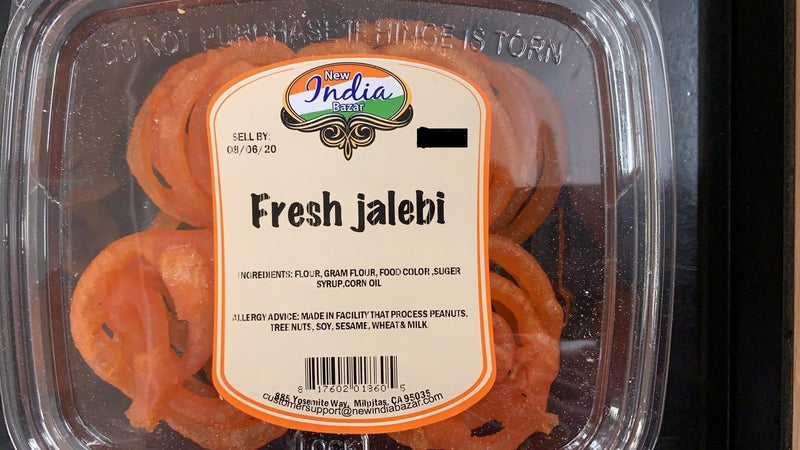 DO NOT PURCHASE IF HINGE IS TORN
New
India
Bazar
SELL BY:
08/06/20
Fresh jalebi
INGREDIENTS: FLOUR, GRAM FLOUR, FOOD COLOR ,SUGER
SYRUP,CORN OIL
ALLERGY ADVICE: MADE IN FACILITY THAT PROCESS PEANUTS,
TREE NUTS, SOY, SESAME, WHEAT & MILK
8 17602 01960 5
885 Yosemite Way, Milpitas, CA 95035
customersupport@newindiabazar.com
LOCK